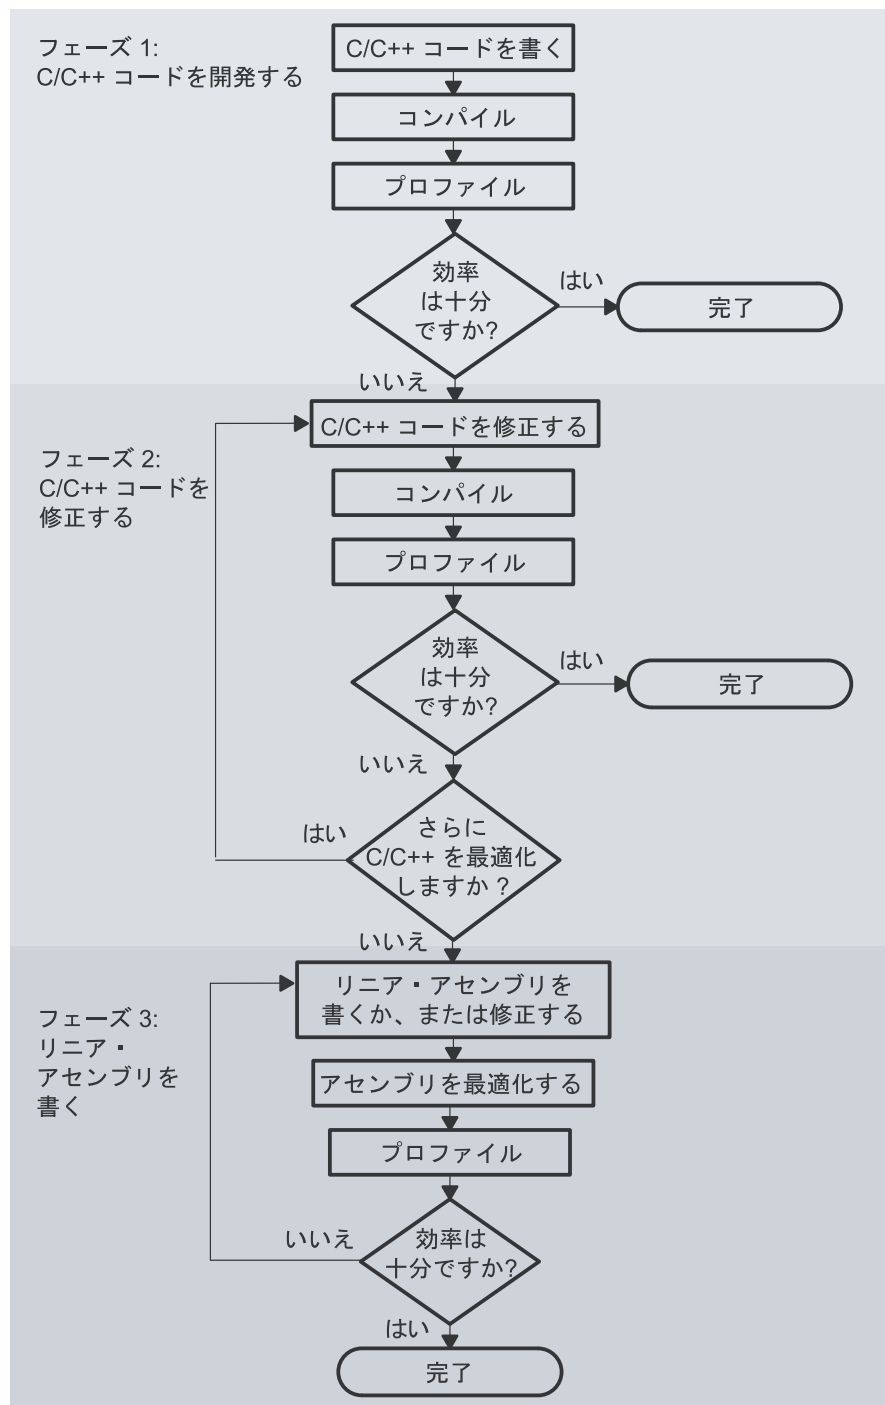 フェーズ 1:
C/C++ コードを開発する
C/C++ コードを書く
コンパイル
プロファイル
効率
は十分
ですか?
はい
完了
いいえ
フェーズ 2:
C/C++ コードを
修正する
C/C++ コードを修正する
コンパイル
プロファイル
効率
は十分
ですか?
はい
完了
いいえ
さらに
C/C++ を最適化
しますか ?
はい
いいえ
フェーズ 3:
リニア・
アセンブリを
書く
リニア・アセンブリを
書くか、または修正する
アセンブリを最適化する
プロファイル
効率は
十分ですか?
いいえ
はい
完了